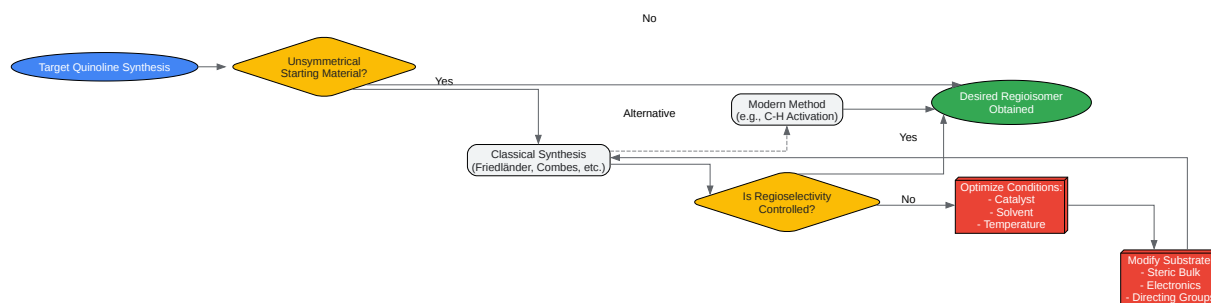 No
Target Quinoline Synthesis
Unsymmetrical
Starting Material?
Yes
Alternative
Modern Method
(e.g., C-H Activation)
Desired Regioisomer
Obtained
Classical Synthesis
(Friedländer, Combes, etc.)
Yes
Is Regioselectivity
Controlled?
No
Optimize Conditions:
- Catalyst
- Solvent
- Temperature
Modify Substrate
- Steric Bulk
- Electronics
- Directing Groups